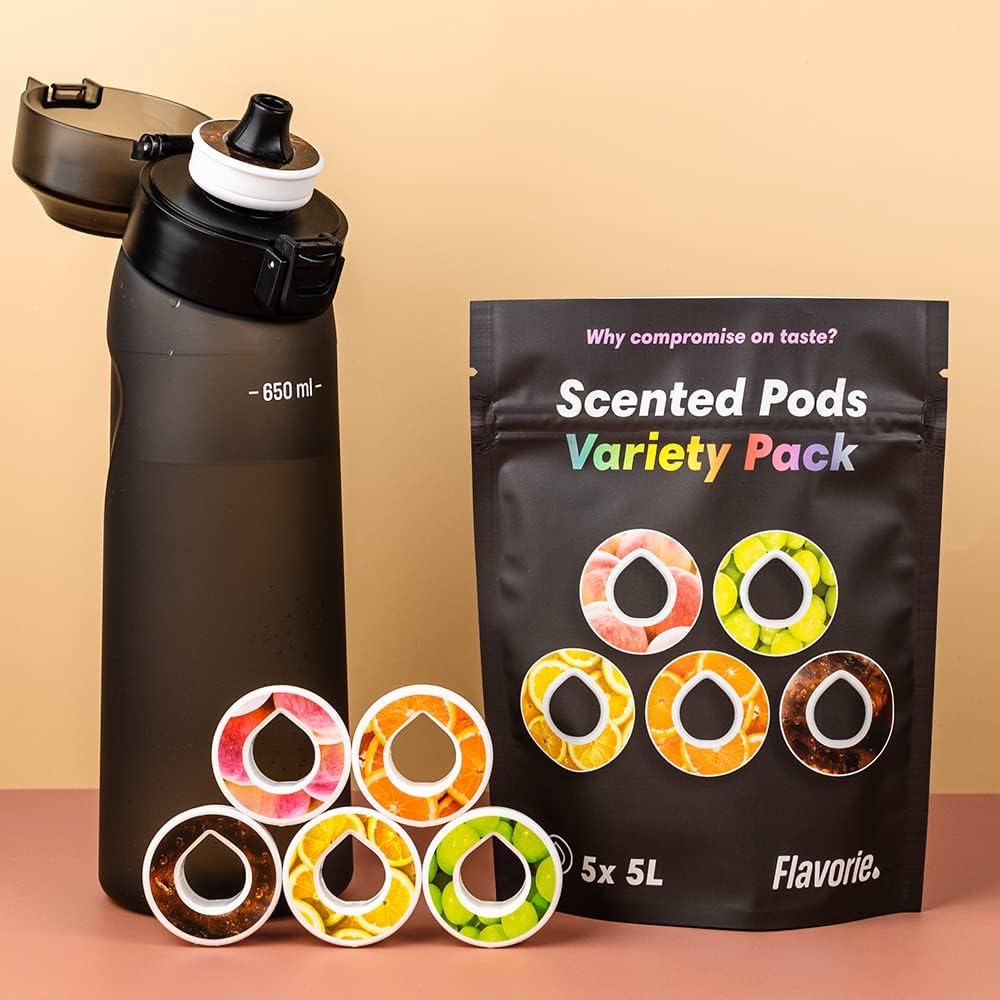 - 650 ml -
Why compromise on taste?
Scented Pods
Variety Pack
5x 5L
Flavorie.